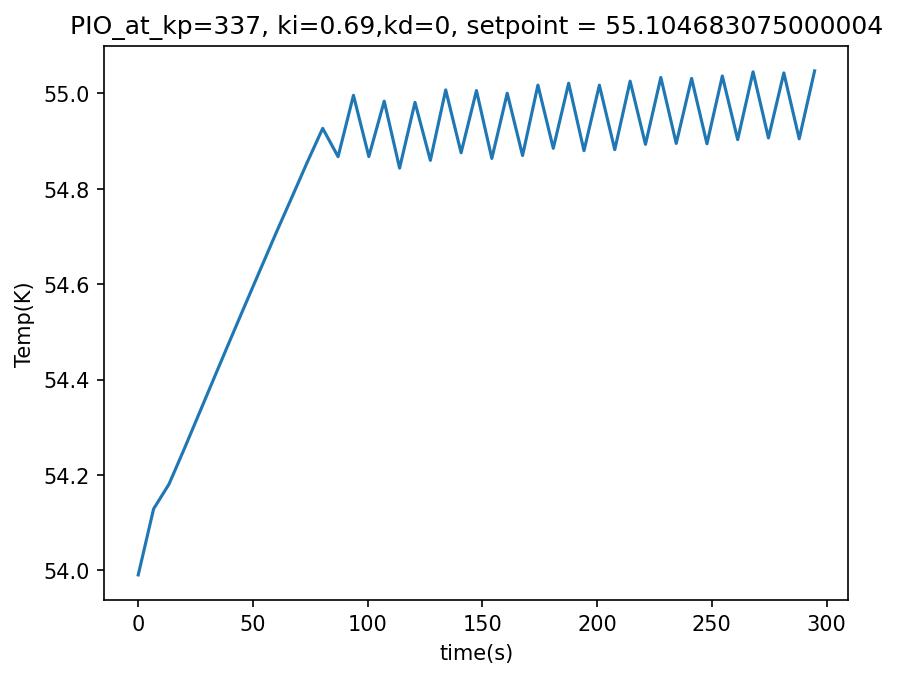 PIO_at_kp=337, ki=0.69,kd=0, setpoint = 55.104683075000004
55.0
54.8
54.6
54.4
54.2
54.0
Temp(K)
0 50 100 150 200 250 300
time(s)